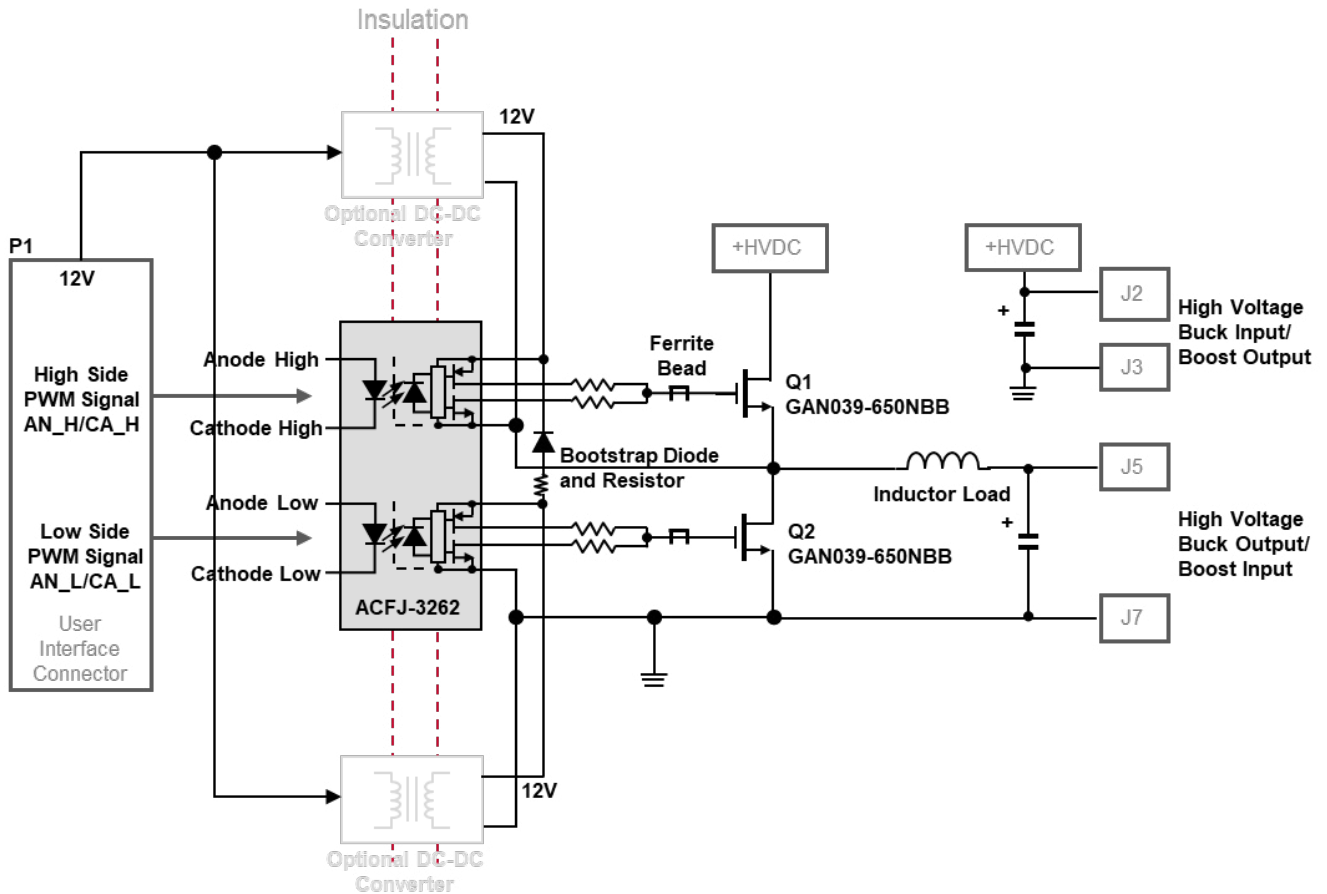 Insulation
12V
Optional DC-DC
Converter
P1
12V
High Side
PWM Signal
AN_H/CA_H
Low Side
PWM Signal
AN_L/CA_L
User
Interface
Connector
Anode High
Cathode High
Anode Low
Cathode Low
ACFJ-3262
Bootstrap Diode
and Resistor
Ferrite
Bead
+HVDC
Q1
GAN039-650NBB
Q2
GAN039-650NBB
Inductor Load
+HVDC
+
J2
J3
High Voltage
Buck Input/
Boost Output
J5
+
High Voltage
Buck Output/
Boost Input
J7
12V
Optional DC-DC
Converter